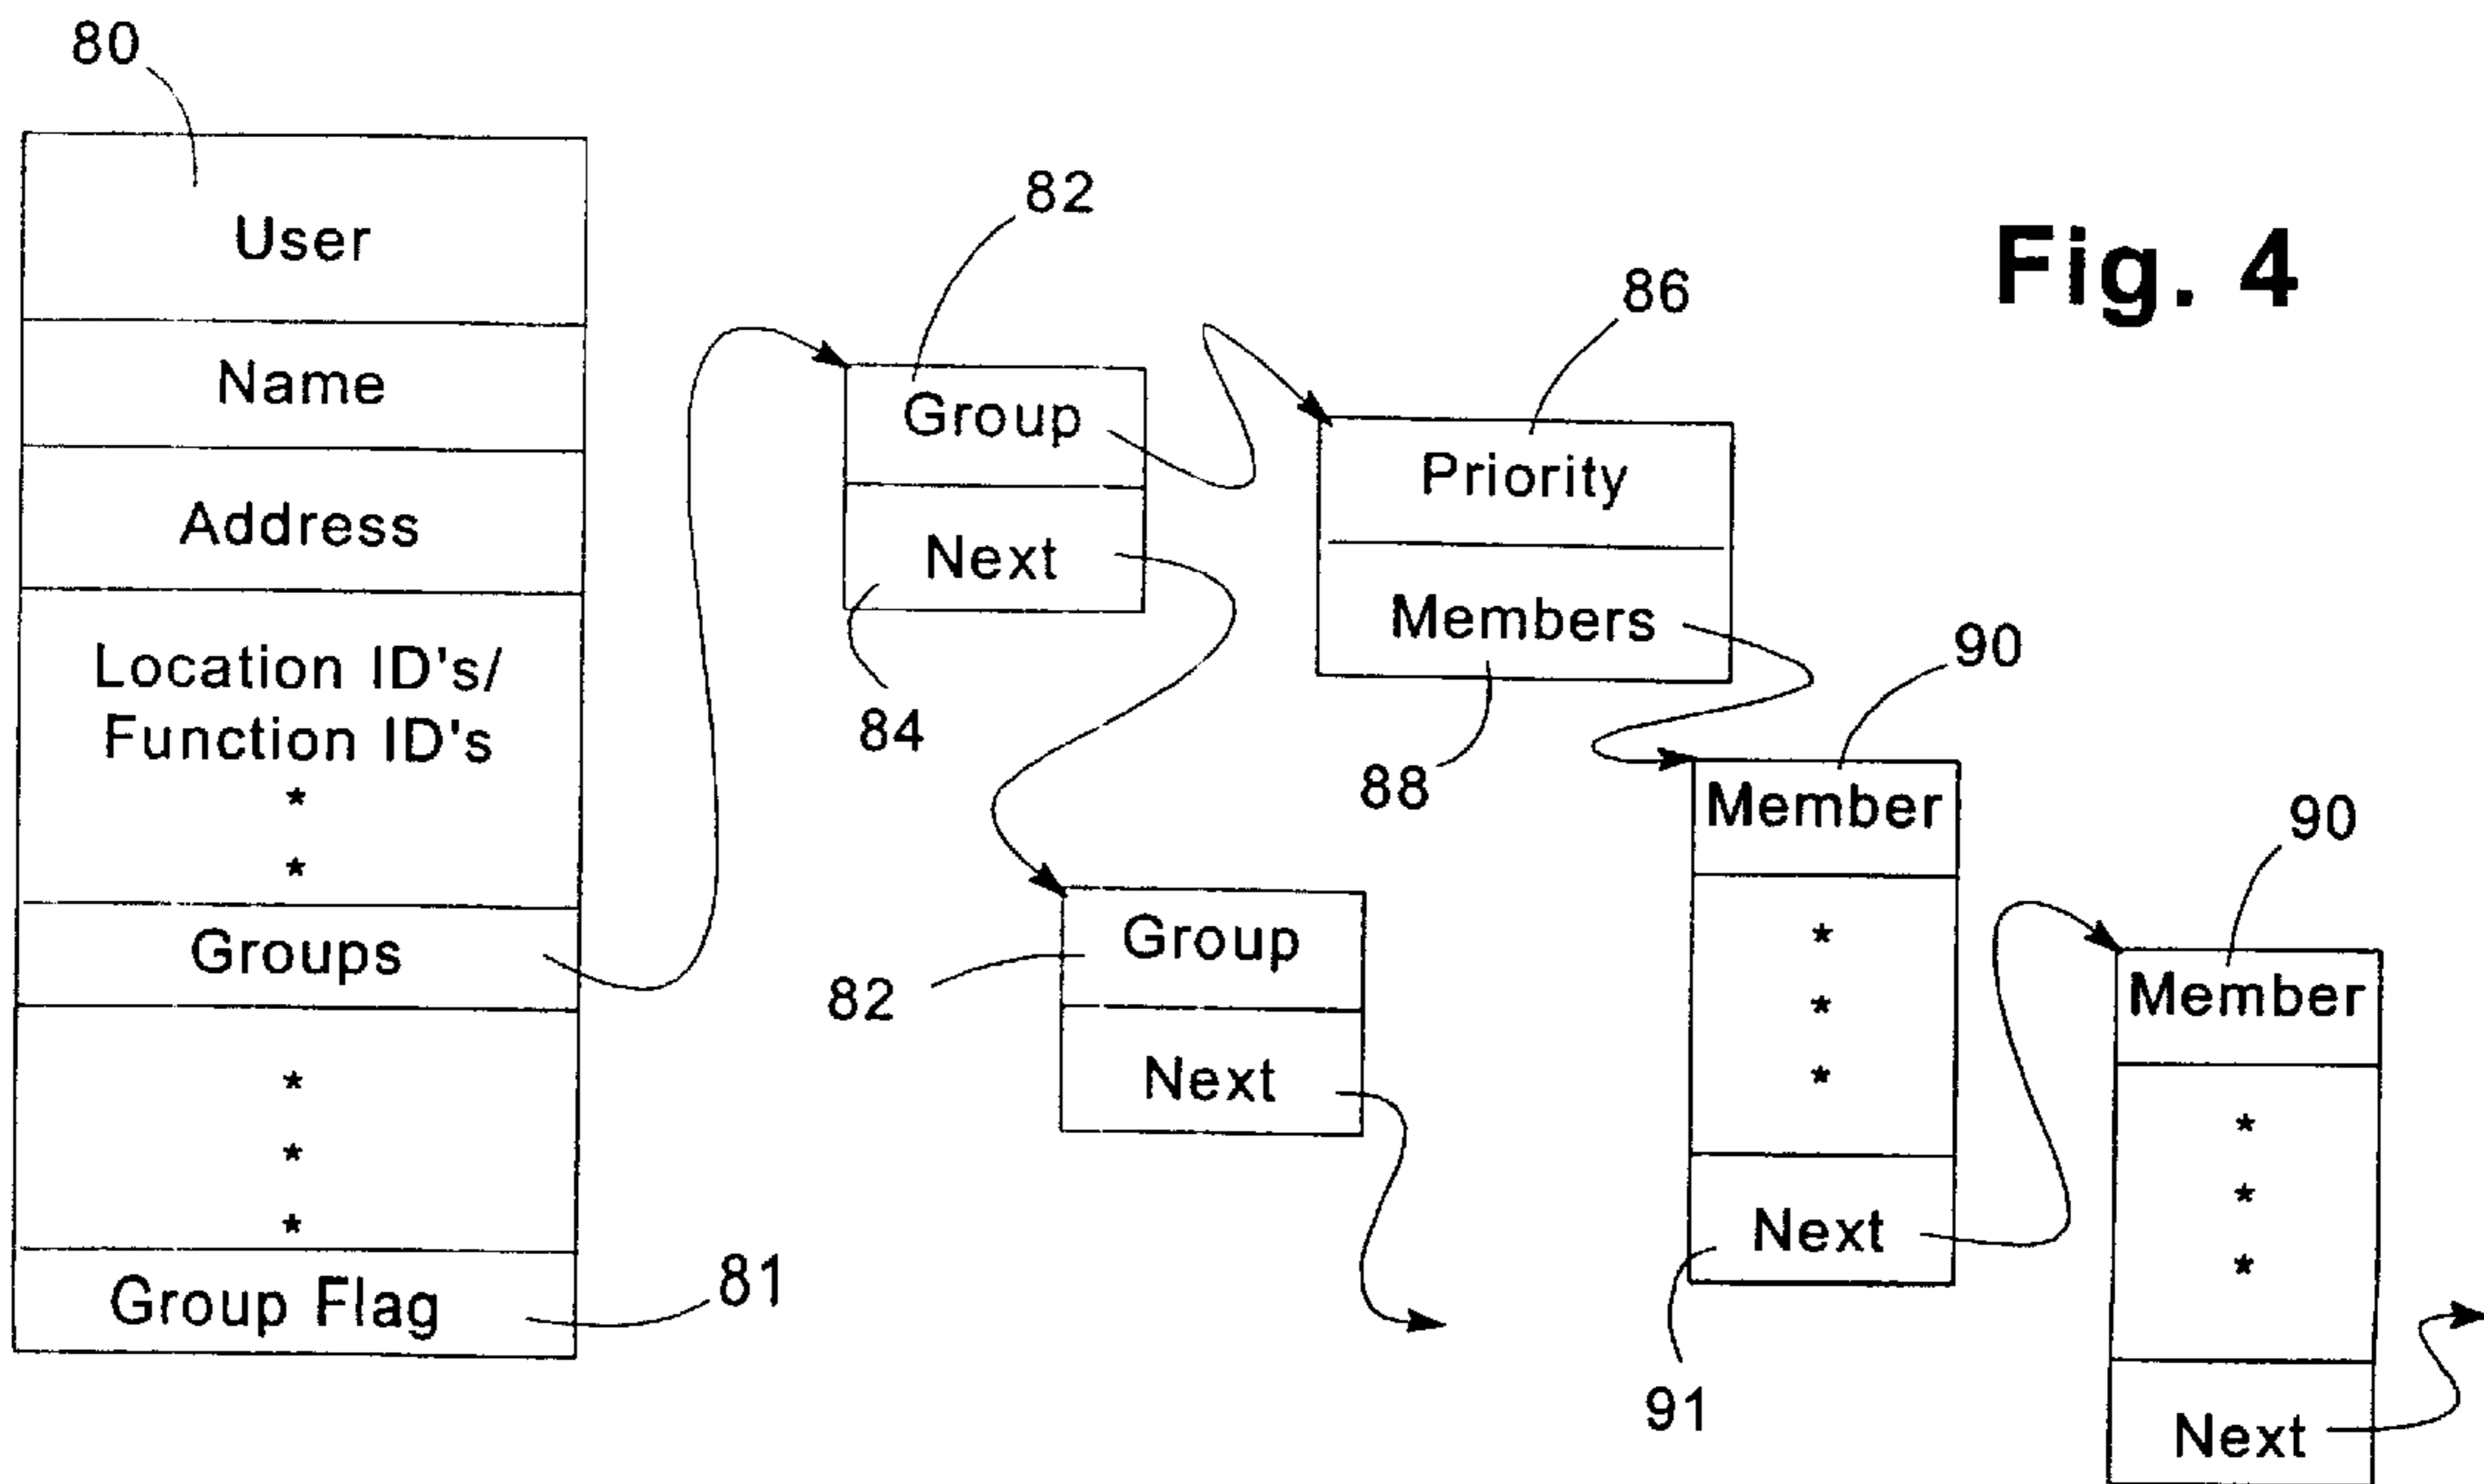 80
User
Name
Address
Location ID's/
Function ID's
*
*
Groups
*
*
*
Group Flag
81
82
Group
Next
84
82
Group
Next
Fig. 4
86
Priority
Members
88
90
Member
*
*
*
Next
91
90
Member
*
*
*
Next